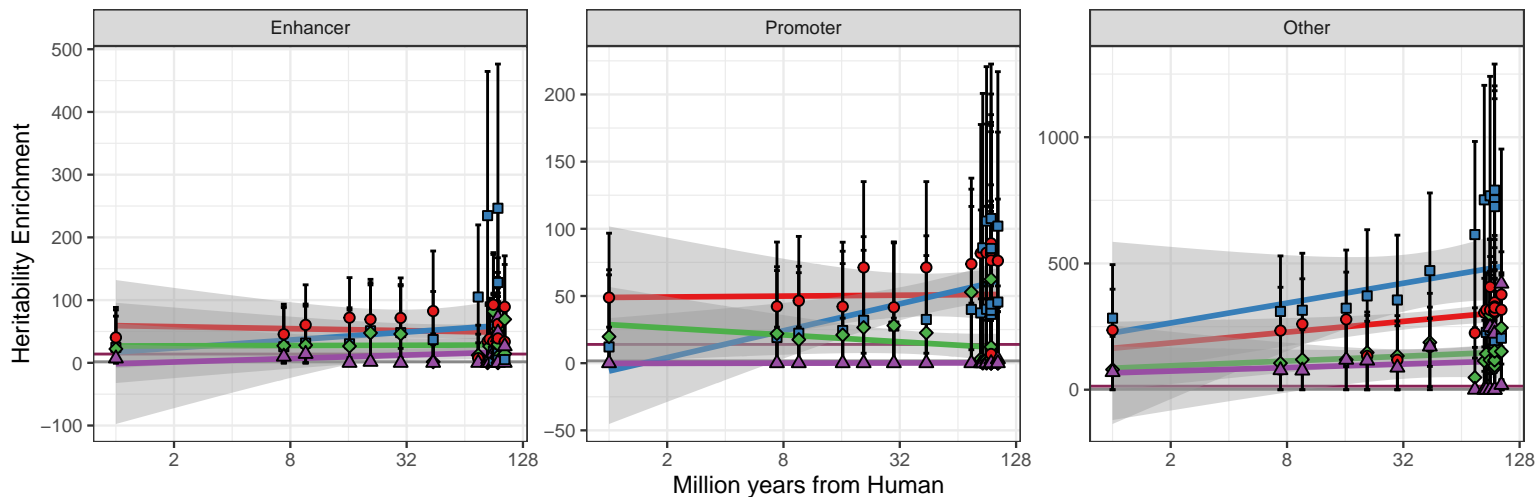 Enhancer
Promoter
Other
Heritability Enrichment
500
400
300
200
100
0
−100
200
150
100
50
0
−50
1000
500
0
2 8 32 128
2 8 32 128
2 8 32 128
Million years from Human